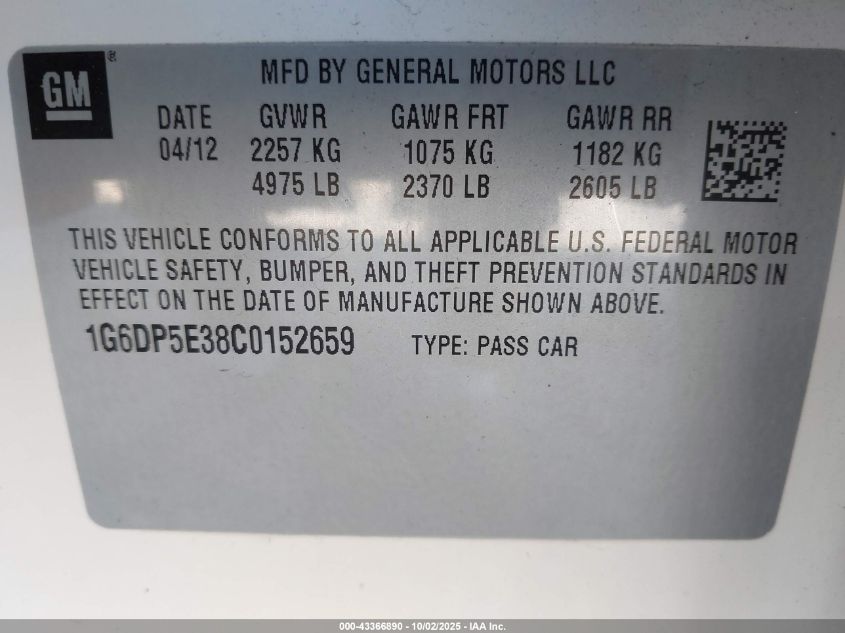 GM®
MFD BY GENERAL MOTORS LLC
DATE GVWR GAWR FRT GAWR RR
04/12 2257 KG 1075 KG 1182 KG
4975 LB 2370 LB 2605 LB
THIS VEHICLE CONFORMS TO ALL APPLICABLE U.S. FEDERAL MOTOR
VEHICLE SAFETY, BUMPER, AND THEFT PREVENTION STANDARDS IN
EFFECT ON THE DATE OF MANUFACTURE SHOWN ABOVE.
1G6DP5E38C0152659 TYPE: PASS CAR
000-43366890 - 10/02/2025 - IAA Inc.